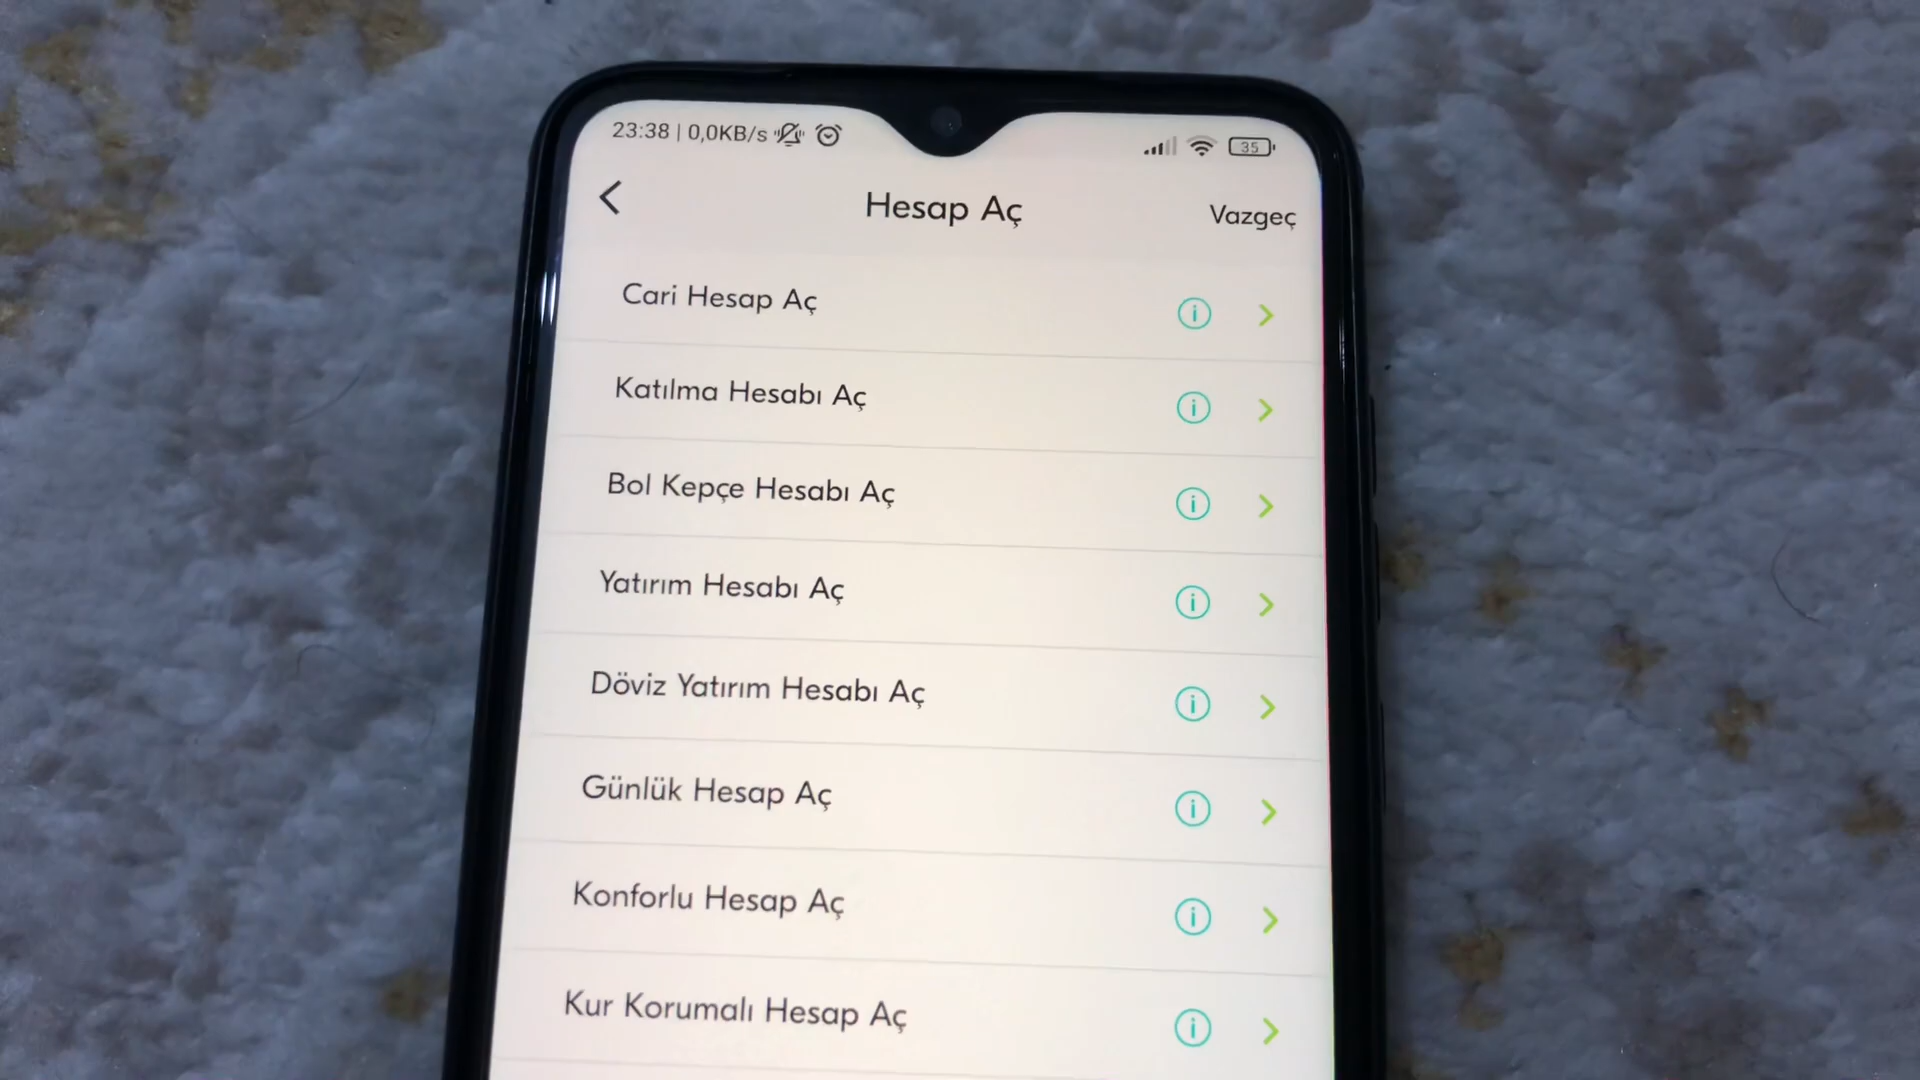 23:38 | 0,0KB/s
35
Hesap Aç
Vazgeç
Cari Hesap Aç
Katılma Hesabı Aç
Bol Kepçe Hesabı Aç
Yatırım Hesabı Aç
Döviz Yatırım Hesabı Aç
Günlük Hesap Aç
Konforlu Hesap Aç
Kur Korumalı Hesap Aç